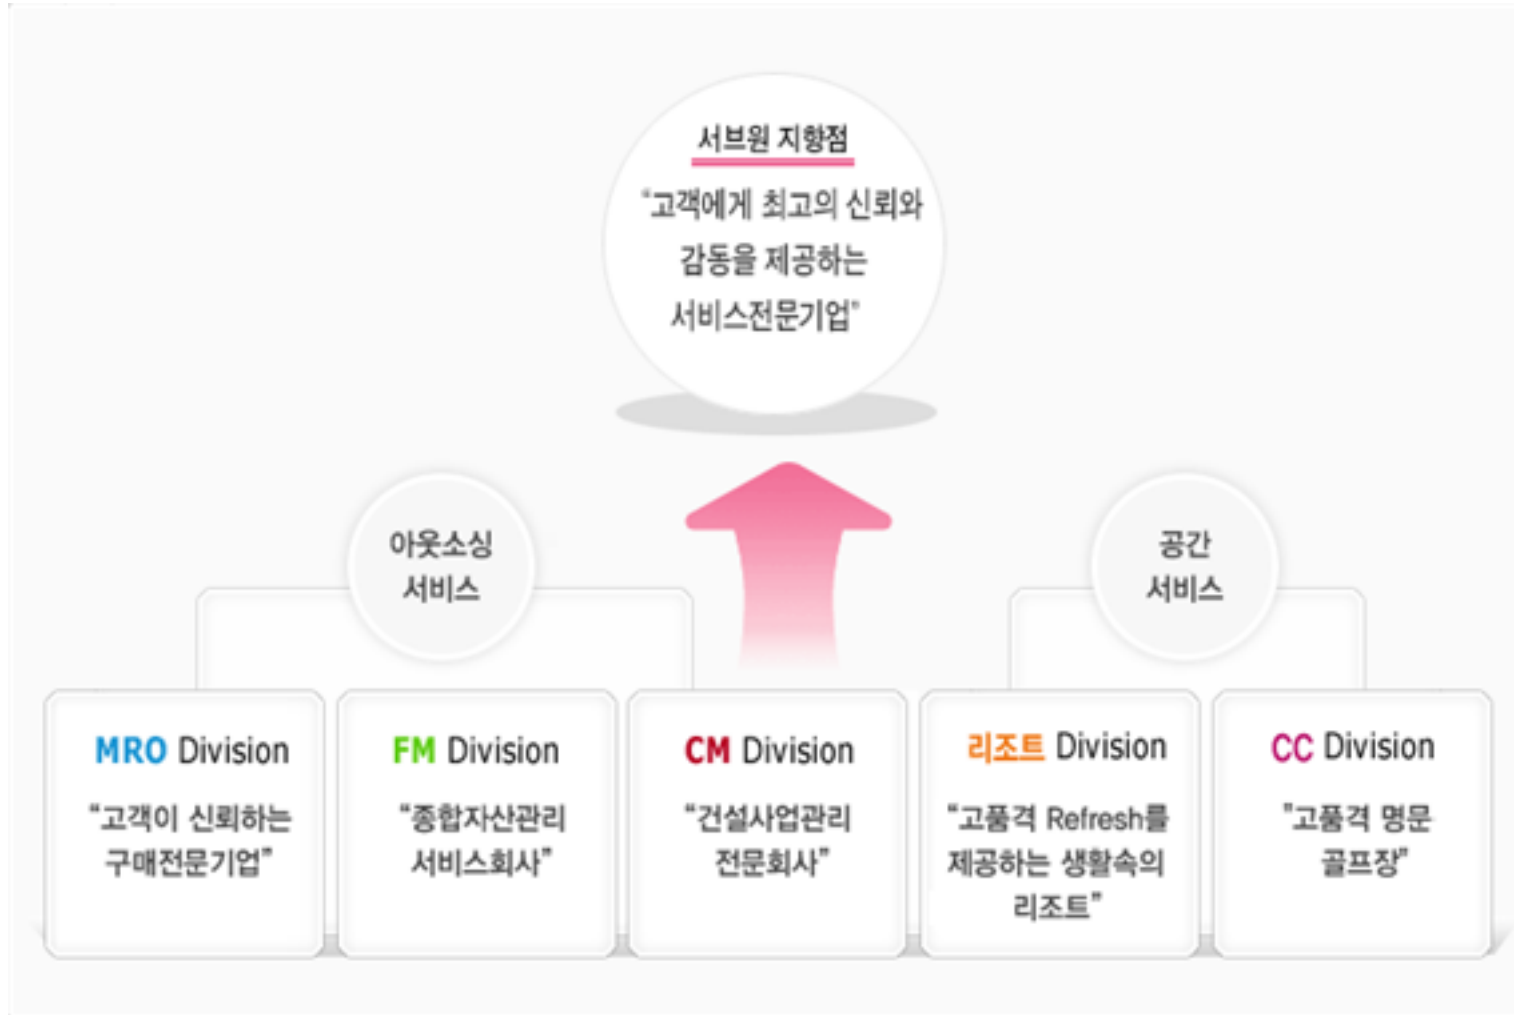 서브원 지향점
“고객에게 최고의 신뢰와
감동을 제공하는
서비스전문기업”
아웃소싱
서비스
공간
서비스
MRO Division
“고객이 신뢰하는
구매전문기업”
FM Division
“종합자산관리
서비스회사”
CM Division
“건설사업관리
전문회사”
리조트 Division
“고품격 Refresh를
제공하는 생활속의
리조트”
CC Division
"고품격 명문
골프장”